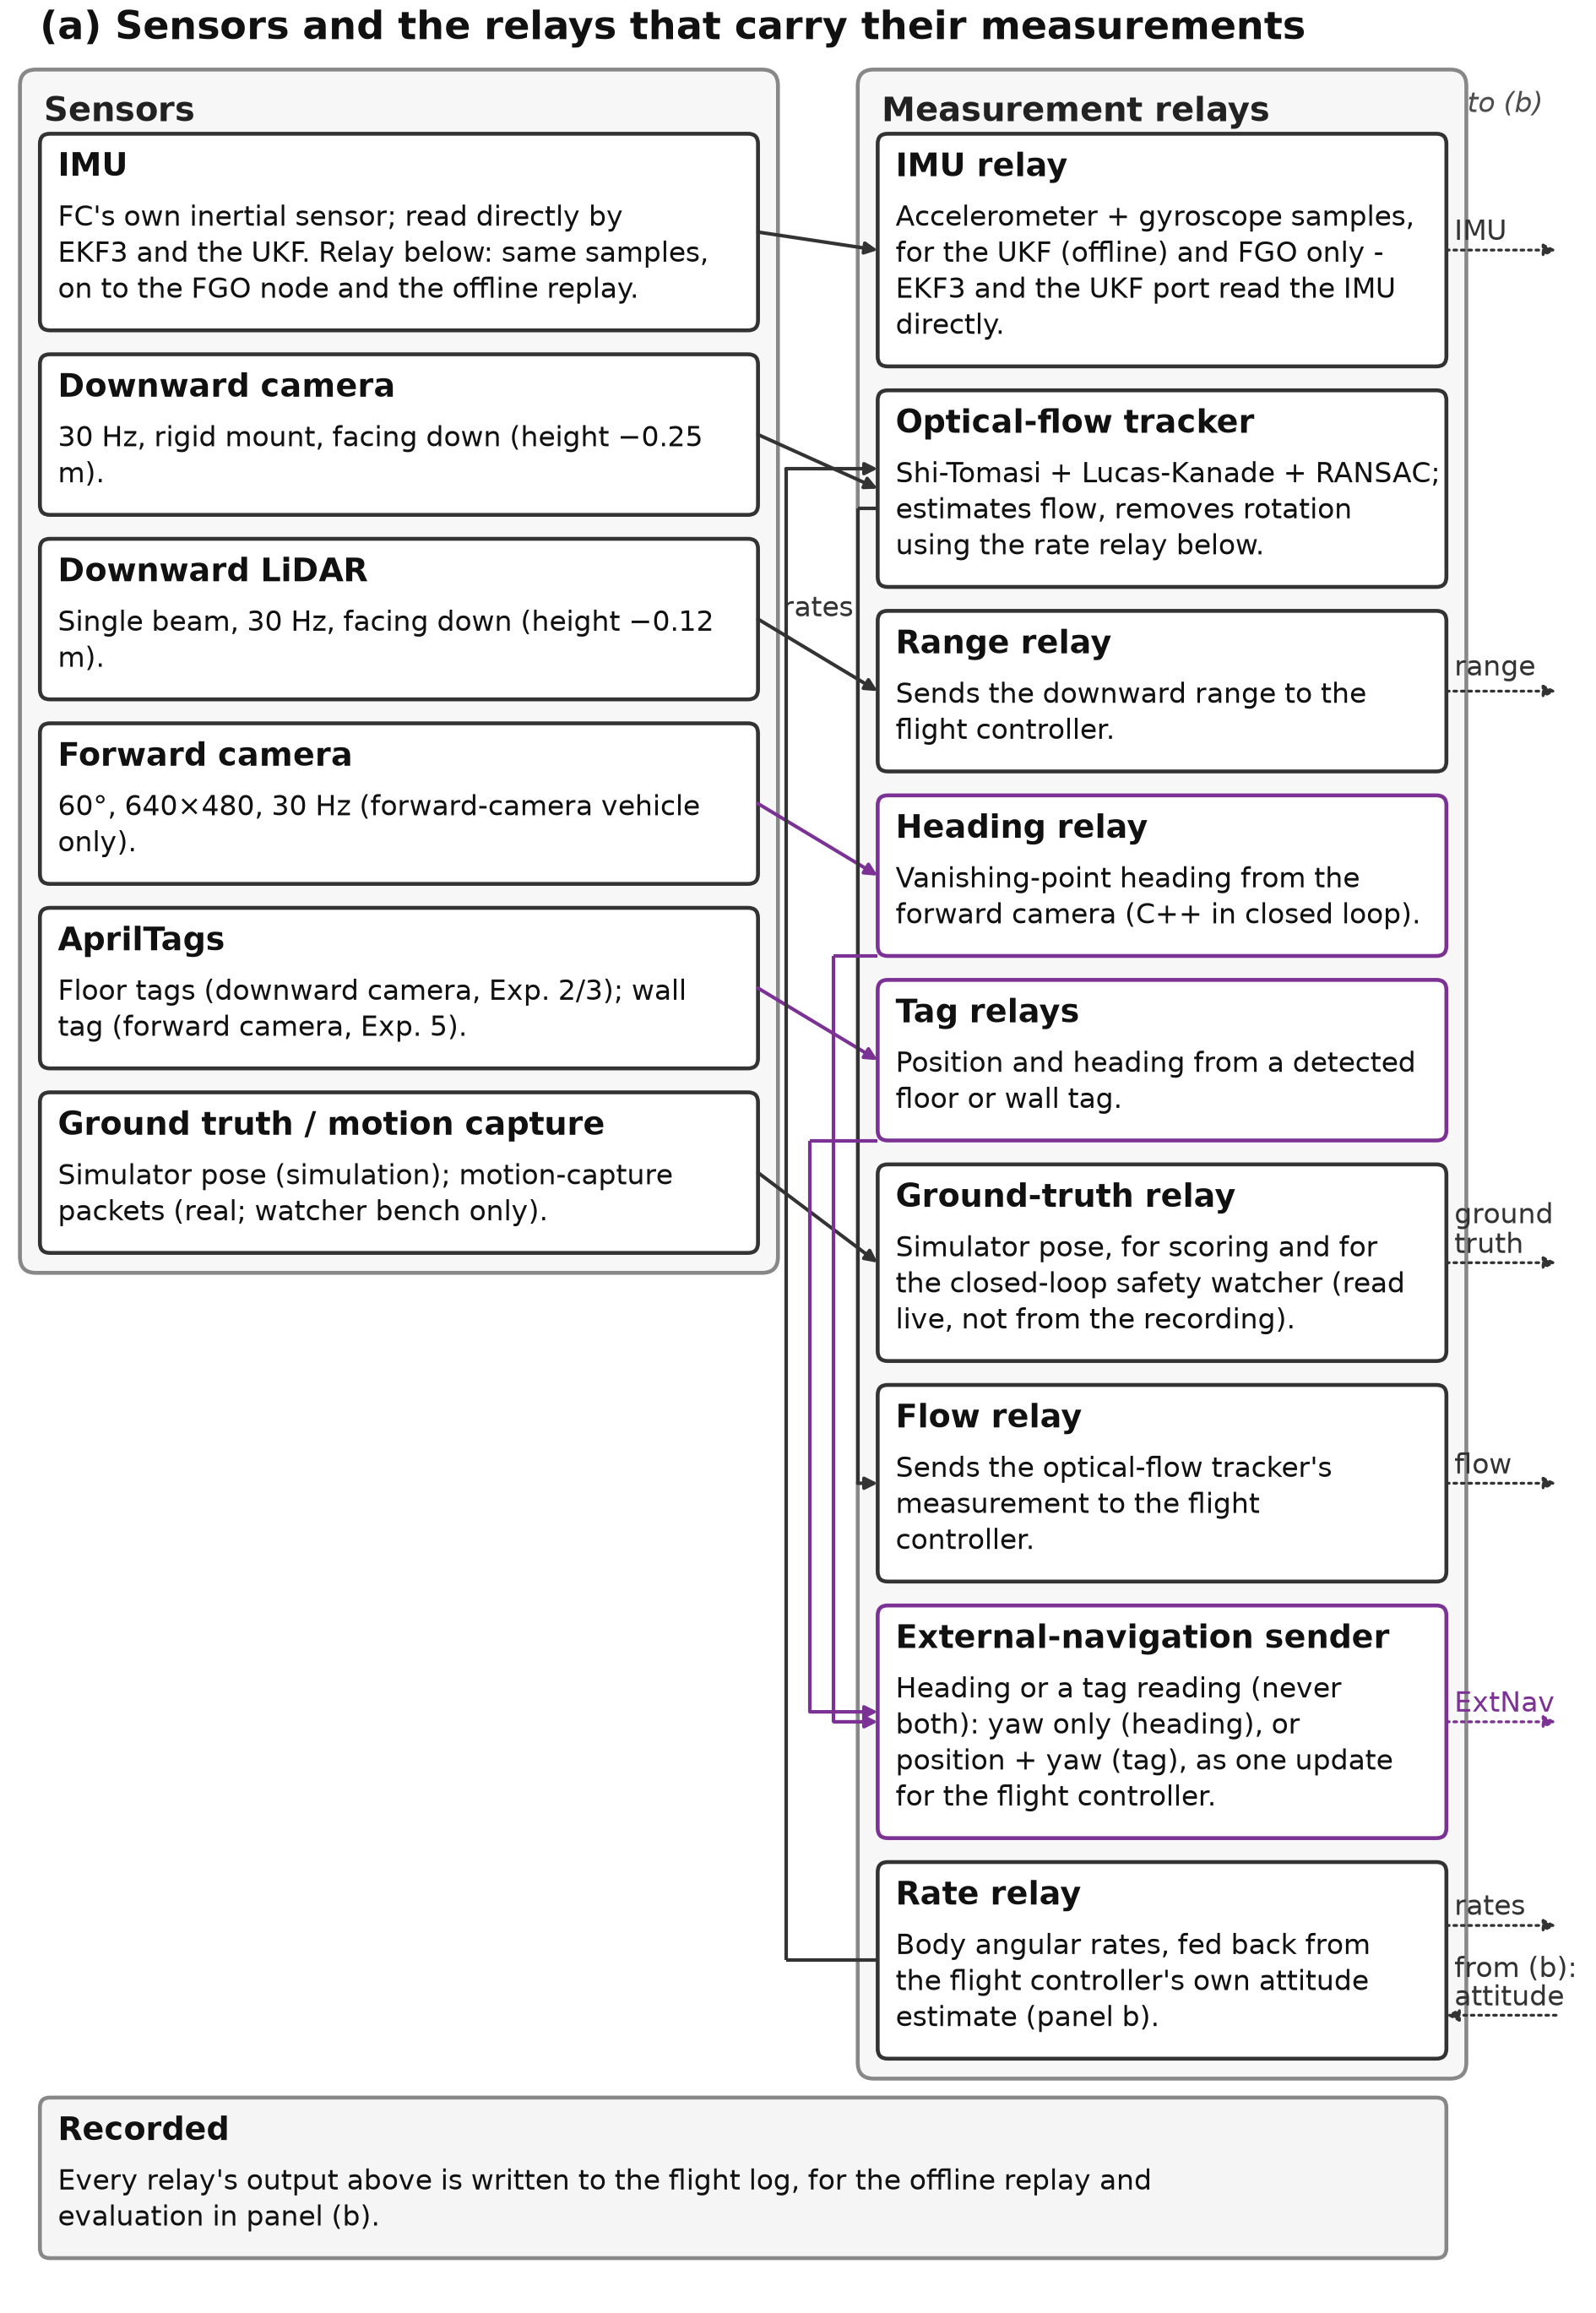 (a) Sensors and the relays that carry their measurements
Sensors
IMU
FC's own inertial sensor; read directly by
EKF3 and the UKF. Relay below: same samples,
on to the FGO node and the offline replay.
Downward camera
30 Hz, rigid mount, facing down (height −0.25
m).
Downward LiDAR
Single beam, 30 Hz, facing down (height −0.12
m).
Forward camera
60°, 640×480, 30 Hz (forward-camera vehicle
only).
AprilTags
Floor tags (downward camera, Exp. 2/3); wall
tag (forward camera, Exp. 5).
Ground truth / motion capture
Simulator pose (simulation); motion-capture
packets (real; watcher bench only).
rates
Measurement relays
to (b)
IMU relay
Accelerometer + gyroscope samples,
for the UKF (offline) and FGO only -
EKF3 and the UKF port read the IMU
directly.
IMU
Optical-flow tracker
Shi-Tomasi + Lucas-Kanade + RANSAC;
estimates flow, removes rotation
using the rate relay below.
Range relay
Sends the downward range to the
flight controller.
range
Heading relay
Vanishing-point heading from the
forward camera (C++ in closed loop).
Tag relays
Position and heading from a detected
floor or wall tag.
Ground-truth relay
Simulator pose, for scoring and for
the closed-loop safety watcher (read
live, not from the recording).
ground
truth
Flow relay
Sends the optical-flow tracker's
measurement to the flight
controller.
flow
External-navigation sender
Heading or a tag reading (never
both): yaw only (heading), or
position + yaw (tag), as one update
for the flight controller.
ExtNav
Rate relay
Body angular rates, fed back from
the flight controller's own attitude
estimate (panel b).
rates
from (b):
attitude
Recorded
Every relay's output above is written to the flight log, for the offline replay and
evaluation in panel (b).